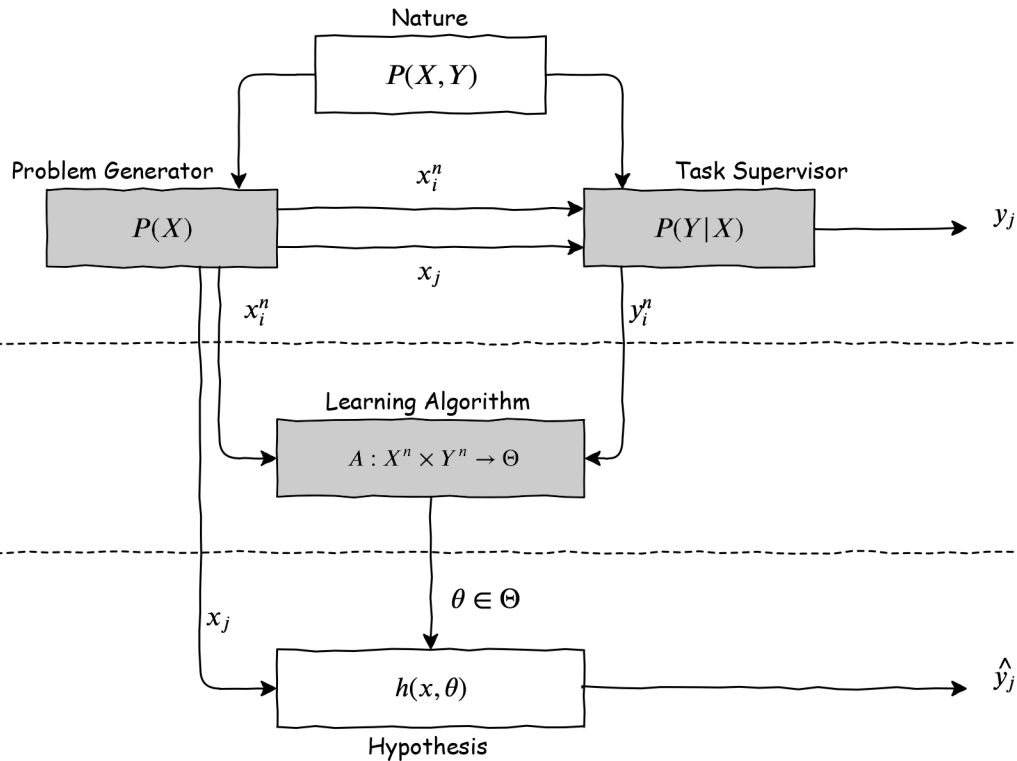 Nature
P(X, Y)
Problem Generator
Task Supervisor
x_i^n
P(X)
P(Y|X)
y_j
x_j
x_i^n
y_i^n
Learning Algorithm
A : X^n × Y^n → Θ
θ ∈ Θ
x_j
h(x, θ)
ŷ_j
Hypothesis